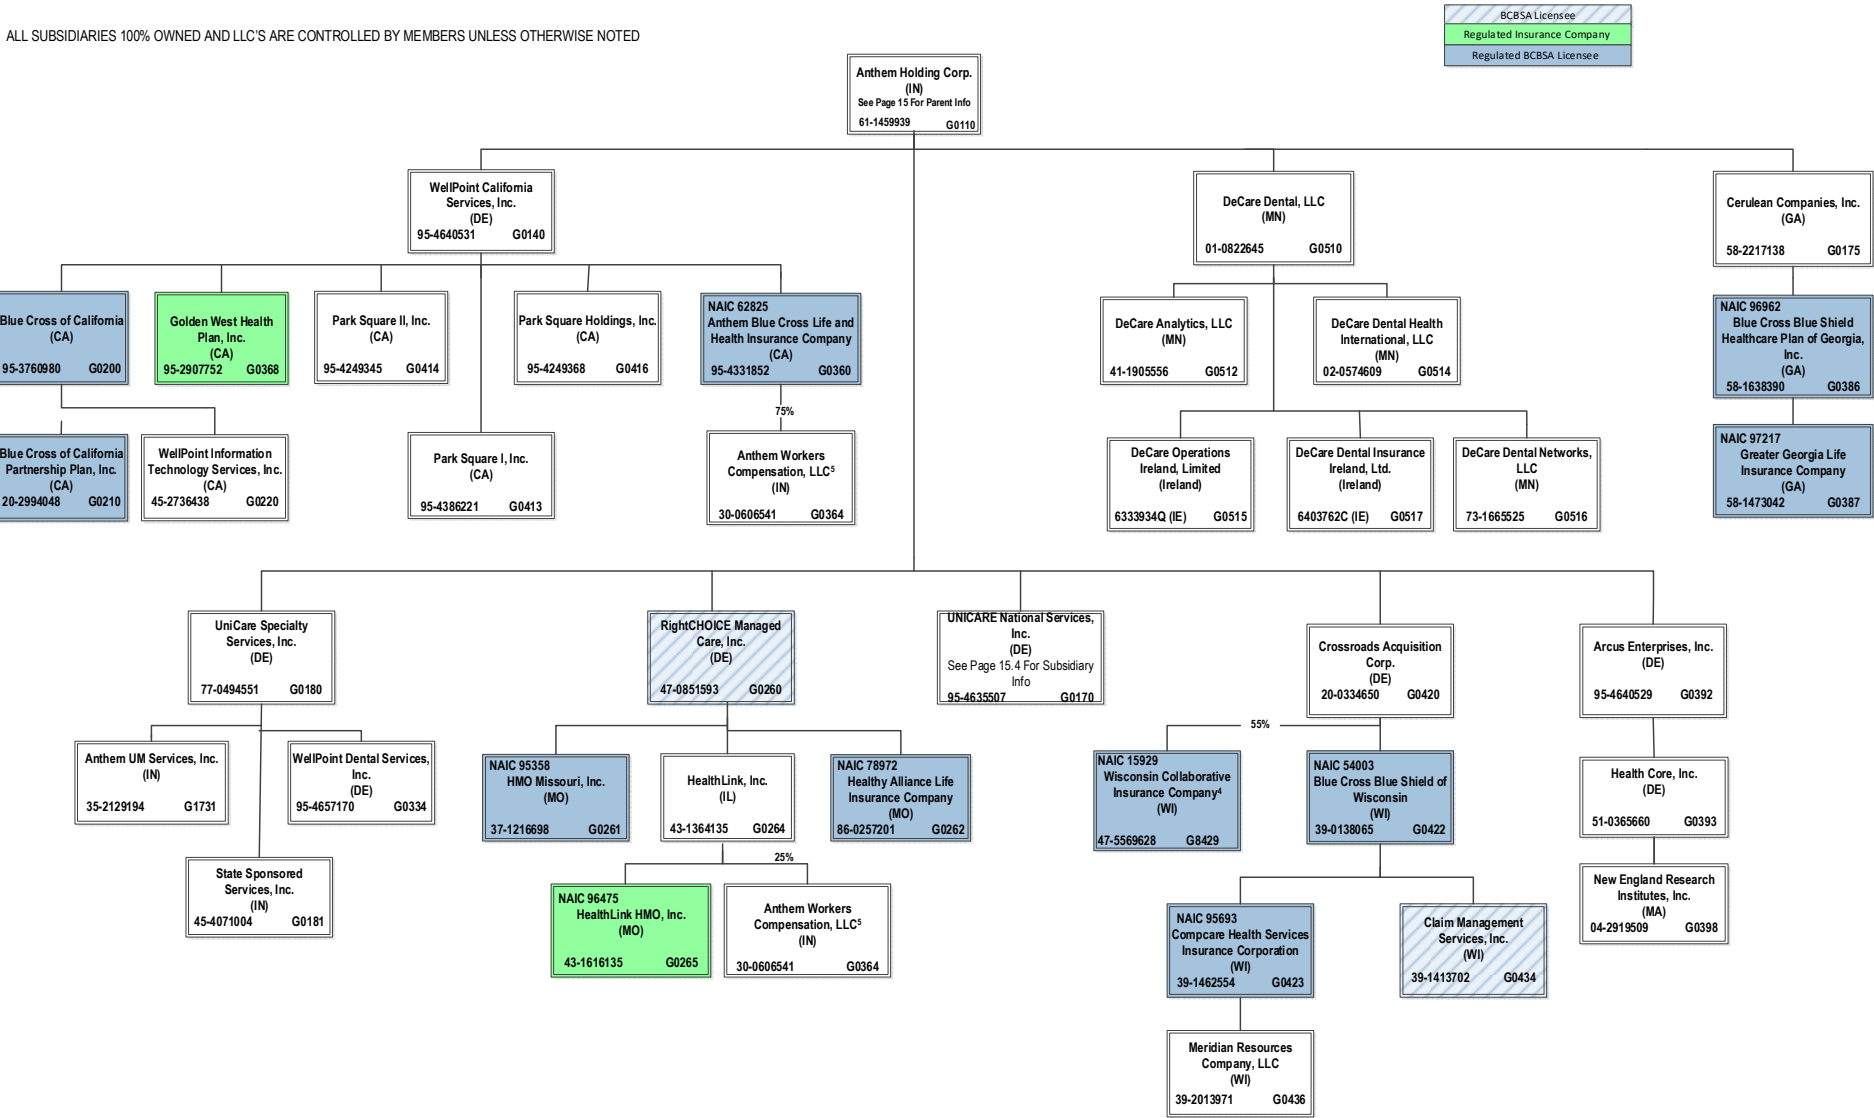 BCBSA Licensee
Regulated Insurance Company
Regulated BCBSA Licensee
ALL SUBSIDIARIES 100% OWNED AND LLC'S ARE CONTROLLED BY MEMBERS UNLESS OTHERWISE NOTED
Anthem Holding Corp.
(IN)
See Page 15 For Parent Info
61-1459939 G0110
WellPoint California
Services, Inc.
(DE)
95-4640531 G0140
DeCare Dental, LLC
(MN)
01-0822645 G0510
Cerulean Companies, Inc.
(GA)
58-2217138 G0175
Blue Cross of California
(CA)
95-3760980 G0200
Golden West Health
Plan, Inc.
(CA)
95-2907752 G0368
Park Square II, Inc.
(CA)
95-4249345 G0414
Park Square Holdings, Inc.
(CA)
95-4249368 G0416
NAIC 62825
Anthem Blue Cross Life and
Health Insurance Company
(CA)
95-4331852 G0360
DeCare Analytics, LLC
(MN)
41-1905556 G0512
DeCare Dental Health
International, LLC
(MN)
02-0574609 G0514
NAIC 96962
Blue Cross Blue Shield
Healthcare Plan of Georgia,
Inc.
(GA)
58-1638390 G0386
75%
Blue Cross of California
Partnership Plan, Inc.
(CA)
20-2994048 G0210
WellPoint Information
Technology Services, Inc.
(CA)
45-2736438 G0220
Park Square I, Inc.
(CA)
95-4386221 G0413
Anthem Workers
Compensation, LLC⁵
(IN)
30-0606541 G0364
DeCare Operations
Ireland, Limited
(Ireland)
6333934Q (IE) G0515
DeCare Dental Insurance
Ireland, Ltd.
(Ireland)
6403762C (IE) G0517
DeCare Dental Networks,
LLC
(MN)
73-1665525 G0516
NAIC 97217
Greater Georgia Life
Insurance Company
(GA)
58-1473042 G0387
UniCare Specialty
Services, Inc.
(DE)
77-0494551 G0180
RightCHOICE Managed
Care, Inc.
(DE)
47-0851593 G0260
UNICARE National Services,
Inc.
(DE)
See Page 15.4 For Subsidiary
Info
95-4635507 G0170
Crossroads Acquisition
Corp.
(DE)
20-0334650 G0420
Arcus Enterprises, Inc.
(DE)
95-4640529 G0392
55%
Anthem UM Services, Inc.
(IN)
35-2129194 G1731
WellPoint Dental Services,
Inc.
(DE)
95-4657170 G0334
NAIC 95358
HMO Missouri, Inc.
(MO)
37-1216698 G0261
HealthLink, Inc.
(IL)
43-1364135 G0264
NAIC 78972
Healthy Alliance Life
Insurance Company
(MO)
86-0257201 G0262
NAIC 15929
Wisconsin Collaborative
Insurance Company⁴
(WI)
47-5569628 G8429
NAIC 54003
Blue Cross Blue Shield of
Wisconsin
(WI)
39-0138065 G0422
Health Core, Inc.
(DE)
51-0365660 G0393
25%
State Sponsored
Services, Inc.
(IN)
45-4071004 G0181
NAIC 96475
HealthLink HMO, Inc.
(MO)
43-1616135 G0265
Anthem Workers
Compensation, LLC⁵
(IN)
30-0606541 G0364
NAIC 95693
Compcare Health Services
Insurance Corporation
(WI)
39-1462554 G0423
Claim Management
Services, Inc.
(WI)
39-1413702 G0434
New England Research
Institutes, Inc.
(MA)
04-2919509 G0398
Meridian Resources
Company, LLC
(WI)
39-2013971 G0436